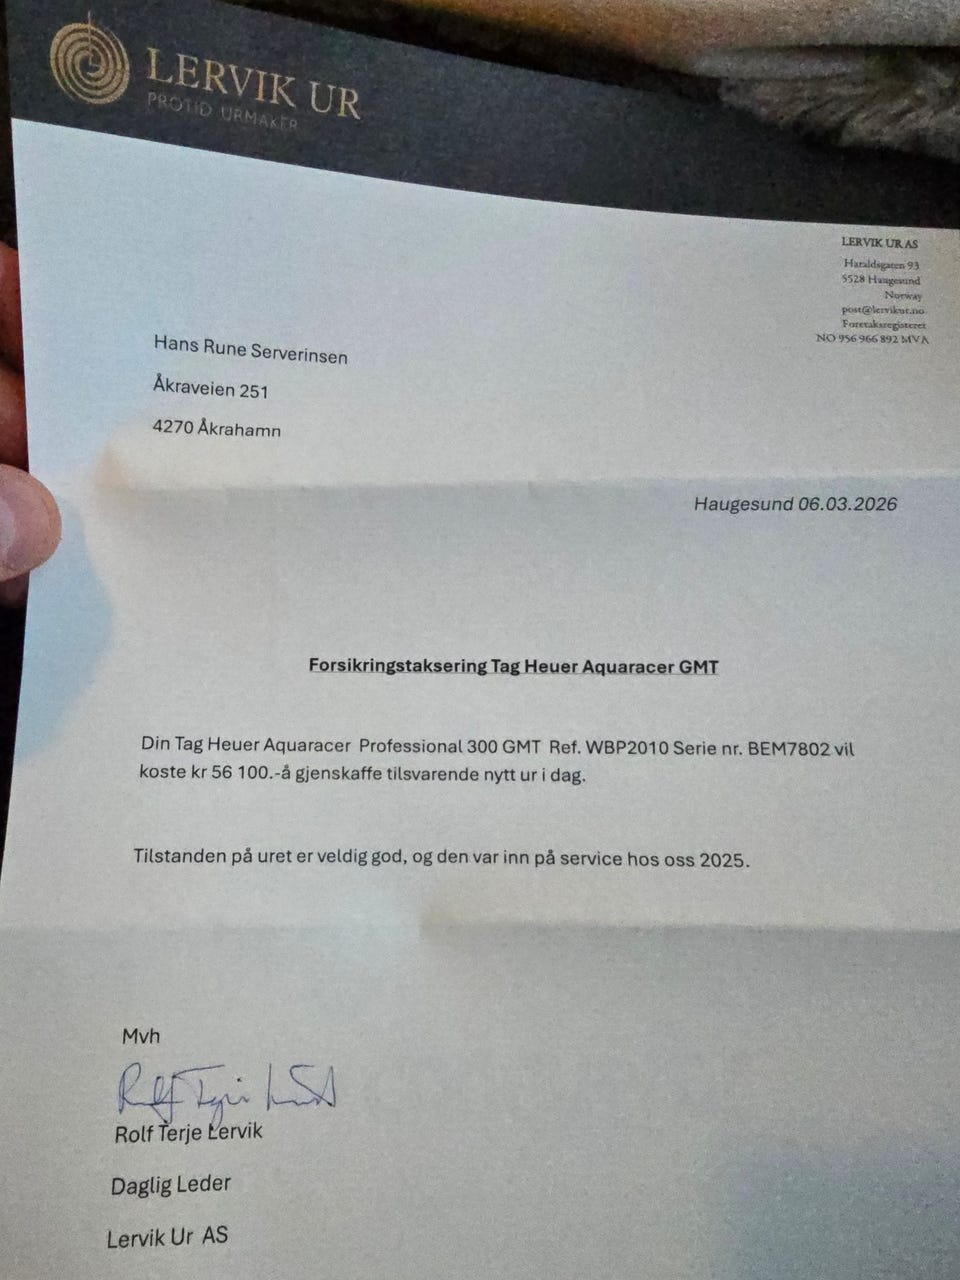 LERVIK UR
PROTID URMAKER
LERVIK UR AS
Haraldsgaten 93
5528 Haugesund
Norway
post@lervikur.no
Foretaksregisteret
NO 956 966 892 MVA
Hans Rune Serverinsen
Åkraveien 251
4270 Åkrahamn
Haugesund 06.03.2026
Forsikringstaksering Tag Heuer Aquaracer GMT
Din Tag Heuer Aquaracer Professional 300 GMT Ref. WBP2010 Serie nr. BEM7802 vil
koste kr 56 100.-å gjenskaffe tilsvarende nytt ur i dag.
Tilstanden på uret er veldig god, og den var inn på service hos oss 2025.
Mvh
Rolf Terje Lervik
Daglig Leder
Lervik Ur AS